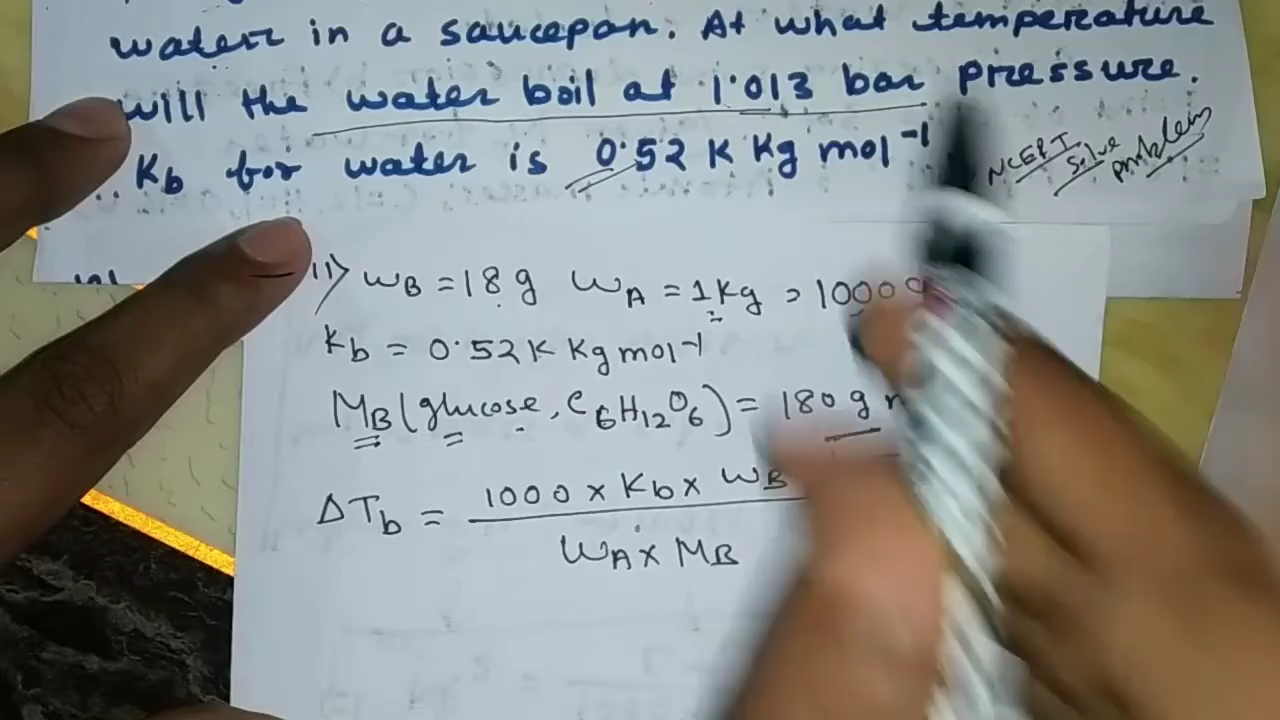 water in a saucepan. At what temperature
will the water boil at 1.013 bar pressure.
Kb for water is 0.52 K Kg mol⁻¹
NCERT Solve problem
1) WB = 18 g WA = 1 Kg = 1000 g
Kb = 0.52 K Kg mol⁻¹
MB (glucose, C6H12O6) = 180 g
ΔTb = 1000 × Kb × WB
WA × MB